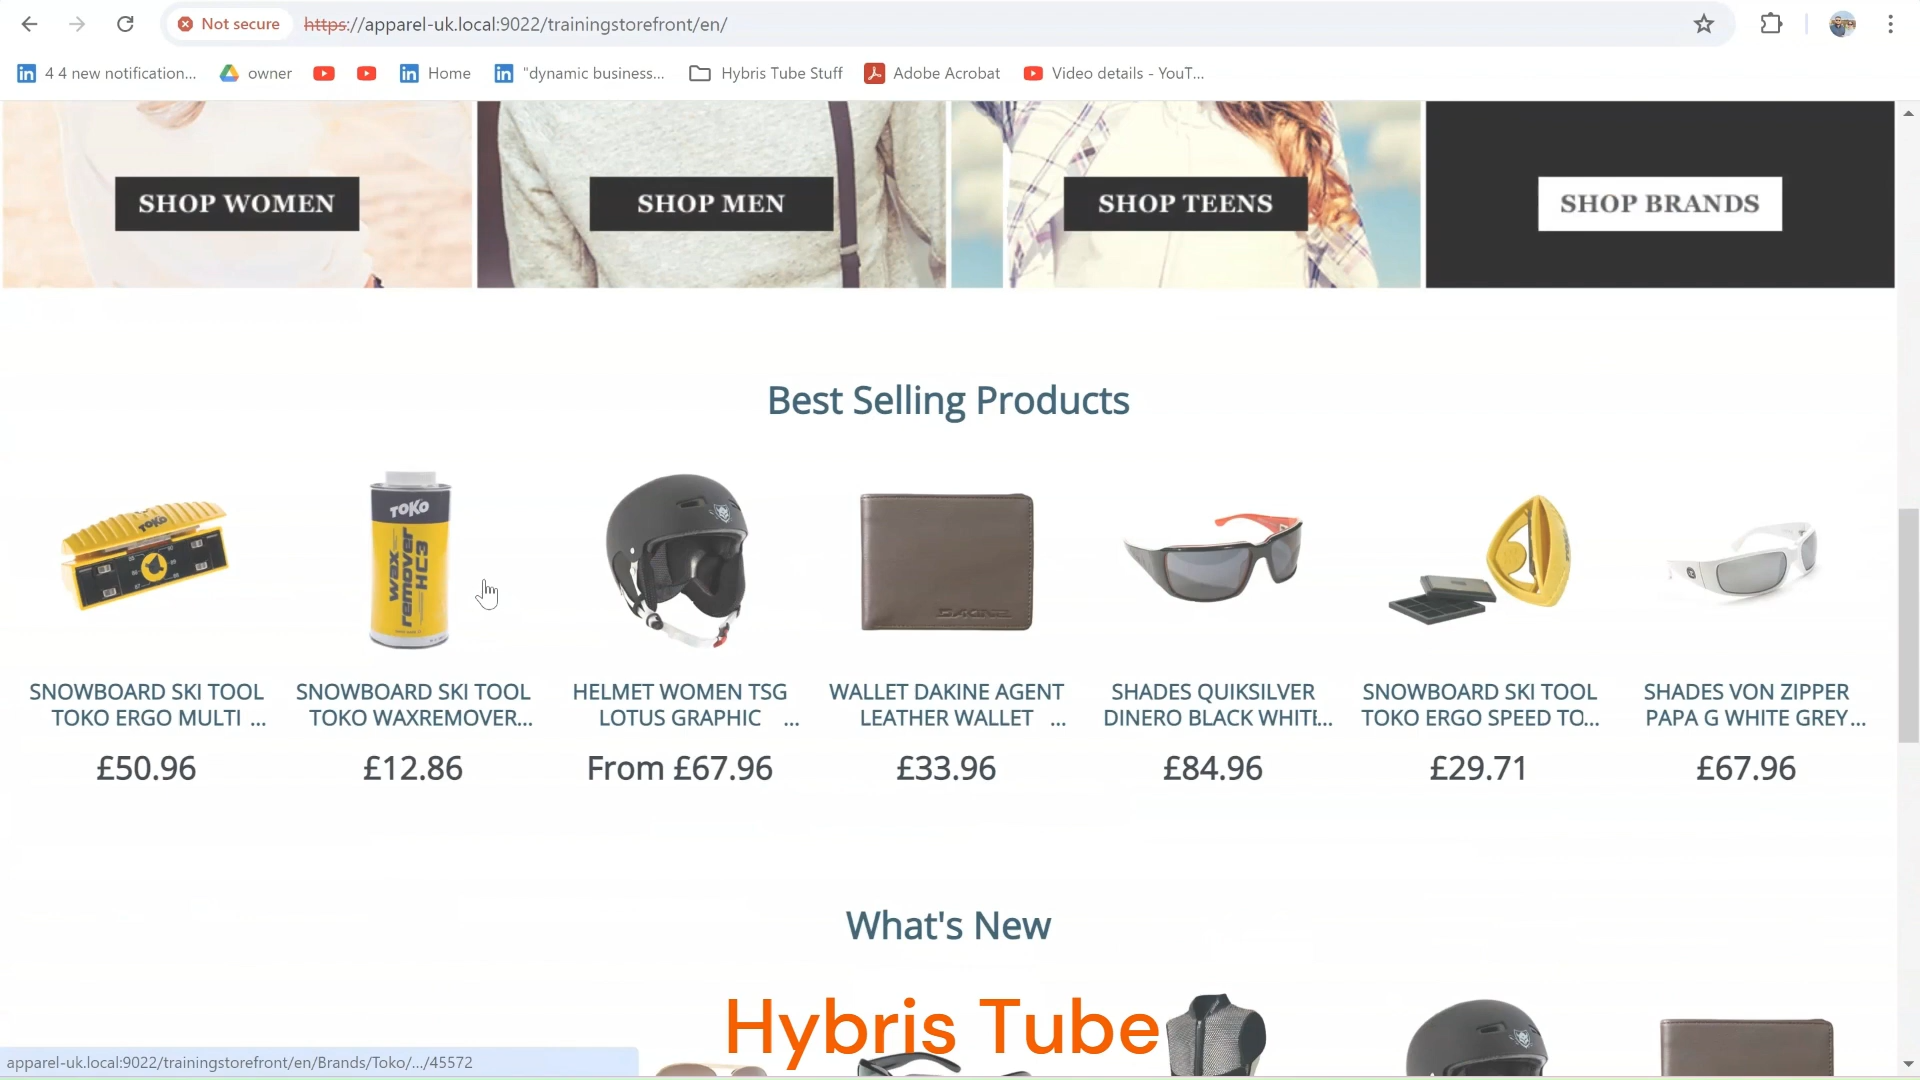 Not secure
https://apparel-uk.local:9022/trainingstorefront/en/
4 4 new notification...
owner
Home
"dynamic business...
Hybris Tube Stuff
Adobe Acrobat
Video details - YouT...
SHOP WOMEN
SHOP MEN
SHOP TEENS
SHOP BRANDS
Best Selling Products
TOKO
TOKO
wax
remover
HC3
DAKINE
SNOWBOARD SKI TOOL
TOKO ERGO MULTI ...
£50.96
SNOWBOARD SKI TOOL
TOKO WAXREMOVER...
£12.86
HELMET WOMEN TSG
LOTUS GRAPHIC ...
From £67.96
WALLET DAKINE AGENT
LEATHER WALLET ...
£33.96
SHADES QUIKSILVER
DINERO BLACK WHITE...
£84.96
SNOWBOARD SKI TOOL
TOKO ERGO SPEED TO...
£29.71
SHADES VON ZIPPER
PAPA G WHITE GREY...
£67.96
What's New
Hybris Tube
apparel-uk.local:9022/trainingstorefront/en/Brands/Toko/.../45572